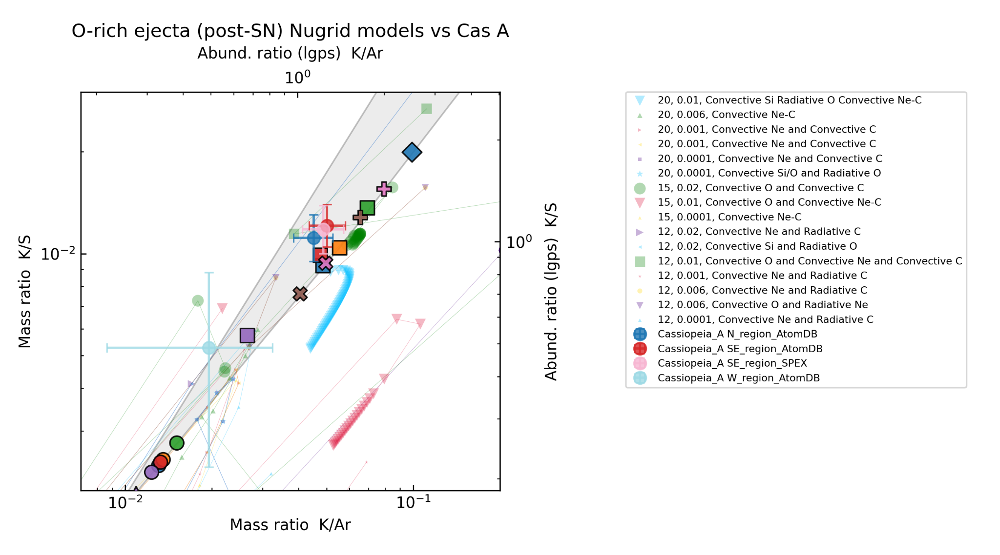 O-rich ejecta (post-SN) Nugrid models vs Cas A
Abund. ratio (lgps)  K/Ar
10⁰
10⁻²
Mass ratio  K/S
10⁰
Abund. ratio (lgps)  K/S
10⁻²
10⁻¹
Mass ratio  K/Ar
20, 0.01, Convective Si Radiative O Convective Ne-C
20, 0.006, Convective Ne-C
20, 0.001, Convective Ne and Convective C
20, 0.001, Convective Ne and Convective C
20, 0.0001, Convective Ne and Convective C
20, 0.0001, Convective Si/O and Radiative O
15, 0.02, Convective O and Convective C
15, 0.01, Convective O and Convective Ne-C
15, 0.0001, Convective Ne-C
12, 0.02, Convective Ne and Radiative C
12, 0.02, Convective Si and Radiative O
12, 0.01, Convective O and Convective Ne and Convective C
12, 0.001, Convective Ne and Radiative C
12, 0.006, Convective Ne and Radiative C
12, 0.006, Convective O and Radiative Ne
12, 0.0001, Convective Ne and Radiative C
Cassiopeia_A N_region_AtomDB
Cassiopeia_A SE_region_AtomDB
Cassiopeia_A SE_region_SPEX
Cassiopeia_A W_region_AtomDB